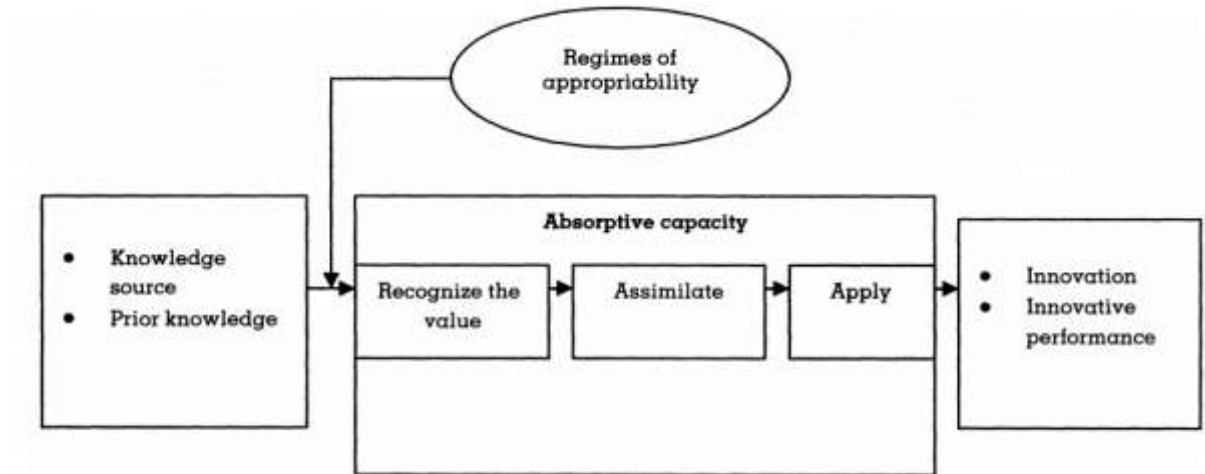 Regimes of
appropriability
● Knowledge
source
● Prior knowledge
Absorptive capacity
Recognize the
value
Assimilate
Apply
● Innovation
● Innovative
performance